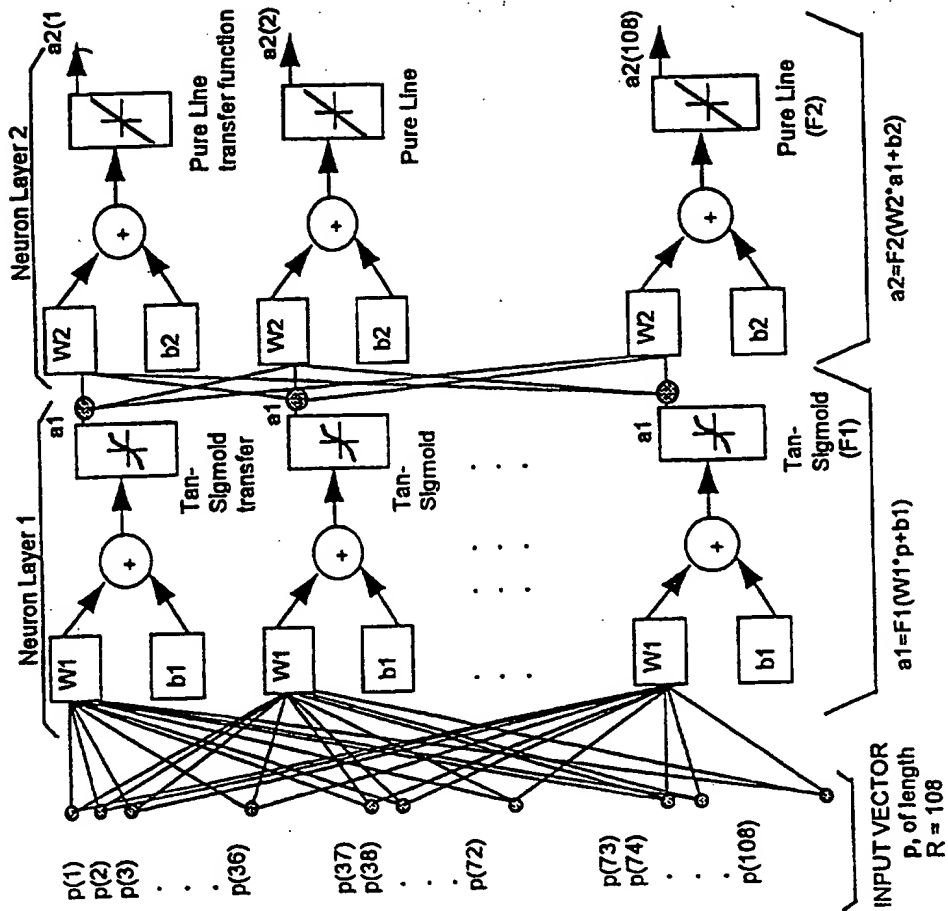 Neuron Layer 1
Neuron Layer 2
p(1)
p(2)
p(3)
. . .
p(36)
p(37)
p(38)
. . .
p(72)
p(73)
p(74)
. . .
p(108)
INPUT VECTOR
p, of length
R = 108
W1
b1
+
Tan-
Sigmoid
transfer
a1
W2
b2
+
Pure Line
transfer function
a2(1
W1
b1
+
Tan-
Sigmoid
a1
W2
b2
+
Pure Line
a2(2)
. . .
. . .
. . .
W1
b1
+
Tan-
Sigmoid
(F1)
a1
W2
b2
+
Pure Line
(F2)
a2(108)
a1=F1(W1*p+b1)
a2=F2(W2*a1+b2)